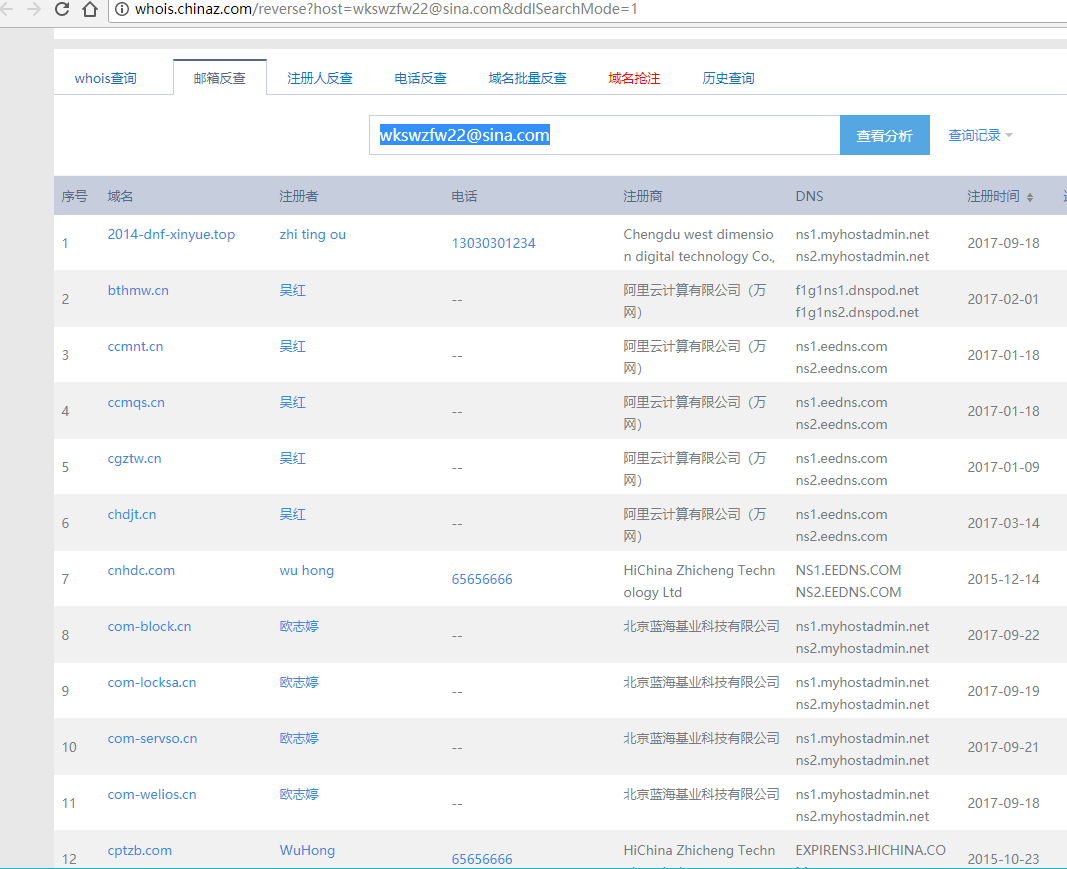 whois.chinaz.com/reverse?host=wkswzfw22@sina.com&ddlSearchMode=1
whois查询 邮箱反查 注册人反查 电话反查 域名批量反查 域名抢注 历史查询
wkswzfw22@sina.com 查看分析 查询记录
序号 域名 注册者 电话 注册商 DNS 注册时间
1 2014-dnf-xinyue.top zhi ting ou 13030301234 Chengdu west dimensio ns1.myhostadmin.net 2017-09-18
n digital technology Co., ns2.myhostadmin.net
2 bthmw.cn 吴红 -- 阿里云计算有限公司（万 f1g1ns1.dnspod.net 2017-02-01
网） f1g1ns2.dnspod.net
3 ccmnt.cn 吴红 -- 阿里云计算有限公司（万 ns1.eedns.com 2017-01-18
网） ns2.eedns.com
4 ccmqs.cn 吴红 -- 阿里云计算有限公司（万 ns1.eedns.com 2017-01-18
网） ns2.eedns.com
5 cgztw.cn 吴红 -- 阿里云计算有限公司（万 ns1.eedns.com 2017-01-09
网） ns2.eedns.com
6 chdjt.cn 吴红 -- 阿里云计算有限公司（万 ns1.eedns.com 2017-03-14
网） ns2.eedns.com
7 cnhdc.com wu hong 65656666 HiChina Zhicheng Techn NS1.EEDNS.COM 2015-12-14
ology Ltd NS2.EEDNS.COM
8 com-block.cn 欧志婷 -- 北京蓝海基业科技有限公司 ns1.myhostadmin.net 2017-09-22
ns2.myhostadmin.net
9 com-locksa.cn 欧志婷 -- 北京蓝海基业科技有限公司 ns1.myhostadmin.net 2017-09-19
ns2.myhostadmin.net
10 com-servso.cn 欧志婷 -- 北京蓝海基业科技有限公司 ns1.myhostadmin.net 2017-09-21
ns2.myhostadmin.net
11 com-welios.cn 欧志婷 -- 北京蓝海基业科技有限公司 ns1.myhostadmin.net 2017-09-18
ns2.myhostadmin.net
12 cptzb.com WuHong 65656666 HiChina Zhicheng Techn EXPIRENS3.HICHINA.CO 2015-10-23